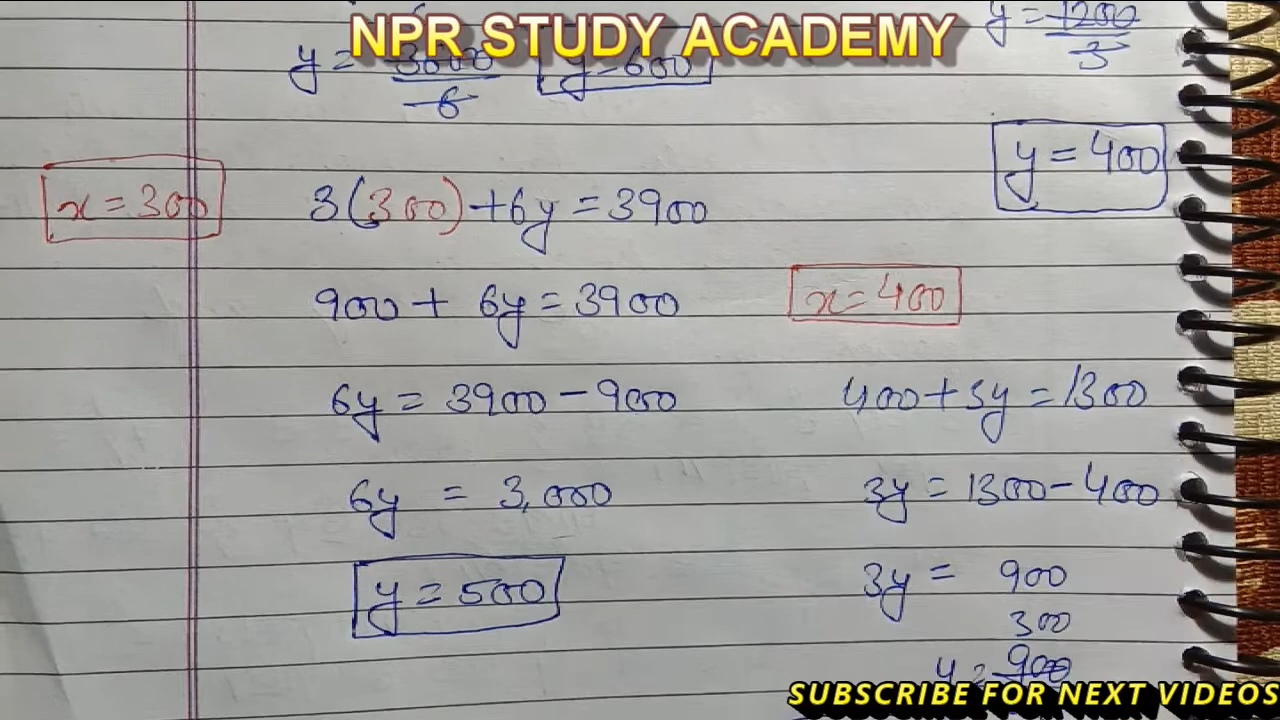 NPR STUDY ACADEMY
y = 3000/6 y=600
x = 300
3(300)+6y = 3900
900 + 6y = 3900
6y = 3900 - 900
6y = 3,000
y = 500
y = 1200/3
y = 400
x = 400
400+3y = 1300
3y = 1300 - 400
3y = 900
300
y = 900
SUBSCRIBE FOR NEXT VIDEOS